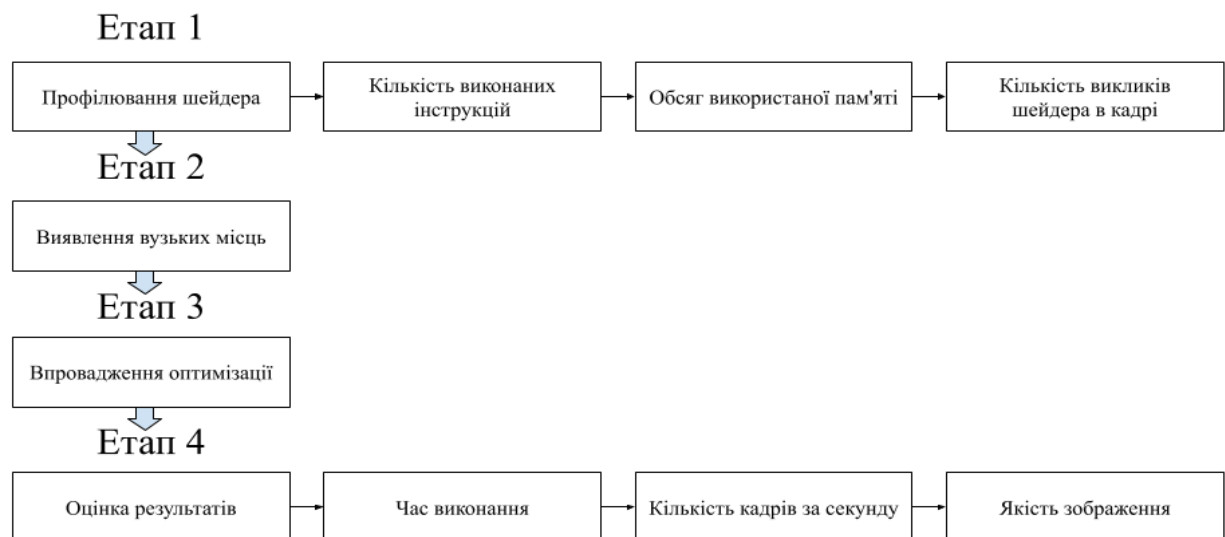 Етап 1
Профілювання шейдера
Кількість виконаних
інструкцій
Обсяг використаної пам'яті
Кількість викликів
шейдера в кадрі
Етап 2
Виявлення вузьких місць
Етап 3
Впровадження оптимізації
Етап 4
Оцінка результатів
Час виконання
Кількість кадрів за секунду
Якість зображення